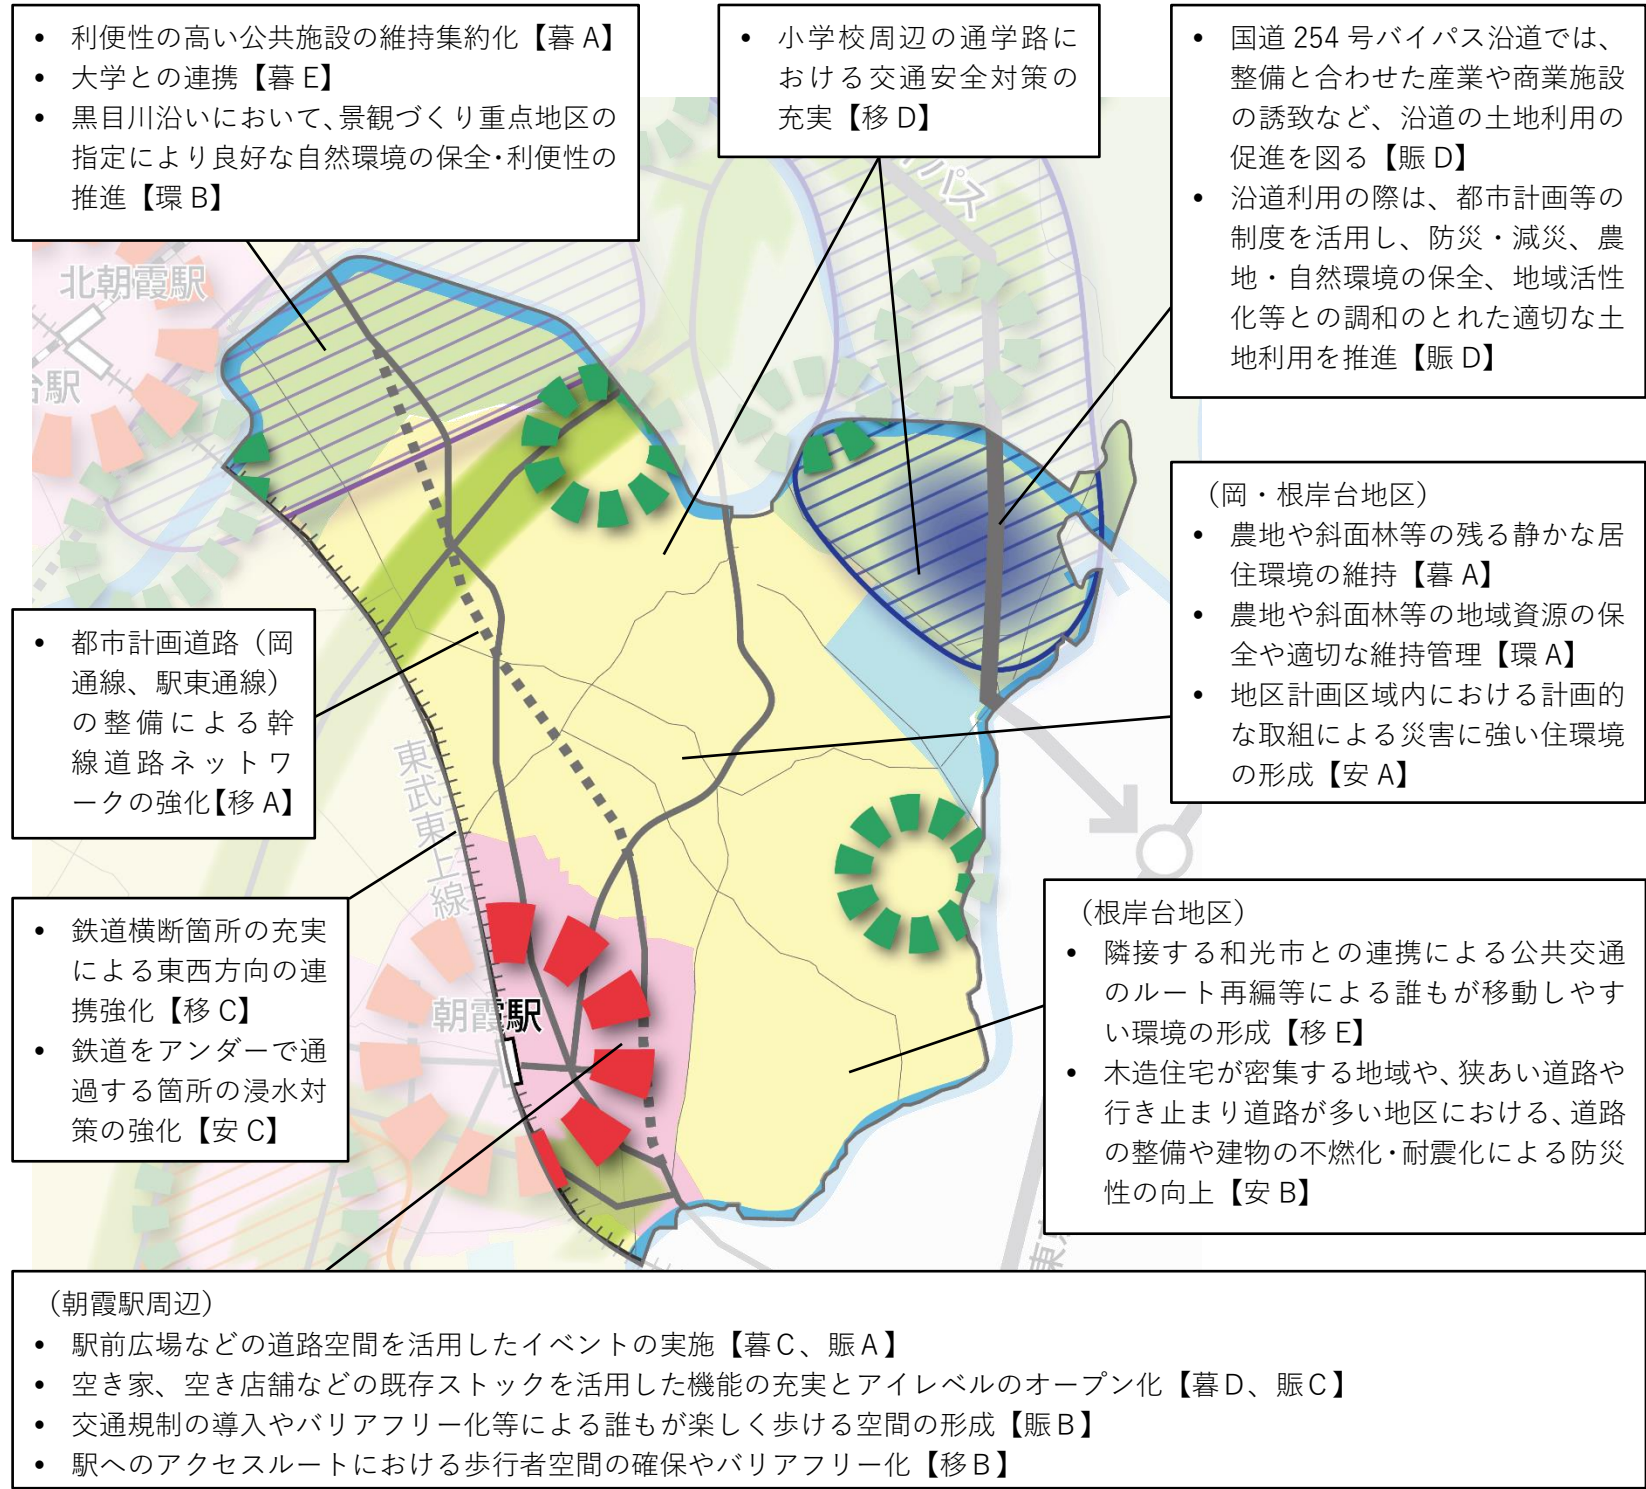 • 利便性の高い公共施設の維持集約化【暮 A】
• 大学との連携【暮 E】
• 黒目川沿いにおいて、景観づくり重点地区の
指定により良好な自然環境の保全・利便性の
推進【環 B】
• 小学校周辺の通学路に
おける交通安全対策の
充実【移 D】
• 国道 254 号バイパス沿道では、
整備と合わせた産業や商業施設
の誘致など、沿道の土地利用の
促進を図る【賑 D】
• 沿道利用の際は、都市計画等の
制度を活用し、防災・減災、農
地・自然環境の保全、地域活性
化等との調和のとれた適切な土
地利用を推進【賑 D】
イパス
北朝霞駅
台駅
（岡・根岸台地区）
• 農地や斜面林等の残る静かな居
住環境の維持【暮 A】
• 農地や斜面林等の地域資源の保
全や適切な維持管理【環 A】
• 地区計画区域内における計画的
な取組による災害に強い住環境
の形成【安 A】
• 都市計画道路（岡
通線、駅東通線）
の整備による幹
線道路ネットワ
ークの強化【移 A】
東武東上線
• 鉄道横断箇所の充実
による東西方向の連
携強化【移 C】
• 鉄道をアンダーで通
過する箇所の浸水対
策の強化【安 C】
朝霞駅
（根岸台地区）
• 隣接する和光市との連携による公共交通
のルート再編等による誰もが移動しやす
い環境の形成【移 E】
• 木造住宅が密集する地域や、狭あい道路や
行き止まり道路が多い地区における、道路
の整備や建物の不燃化・耐震化による防災
性の向上【安 B】
東
（朝霞駅周辺）
• 駅前広場などの道路空間を活用したイベントの実施【暮Ｃ、賑Ａ】
• 空き家、空き店舗などの既存ストックを活用した機能の充実とアイレベルのオープン化【暮Ｄ、賑Ｃ】
• 交通規制の導入やバリアフリー化等による誰もが楽しく歩ける空間の形成【賑Ｂ】
• 駅へのアクセスルートにおける歩行者空間の確保やバリアフリー化【移Ｂ】